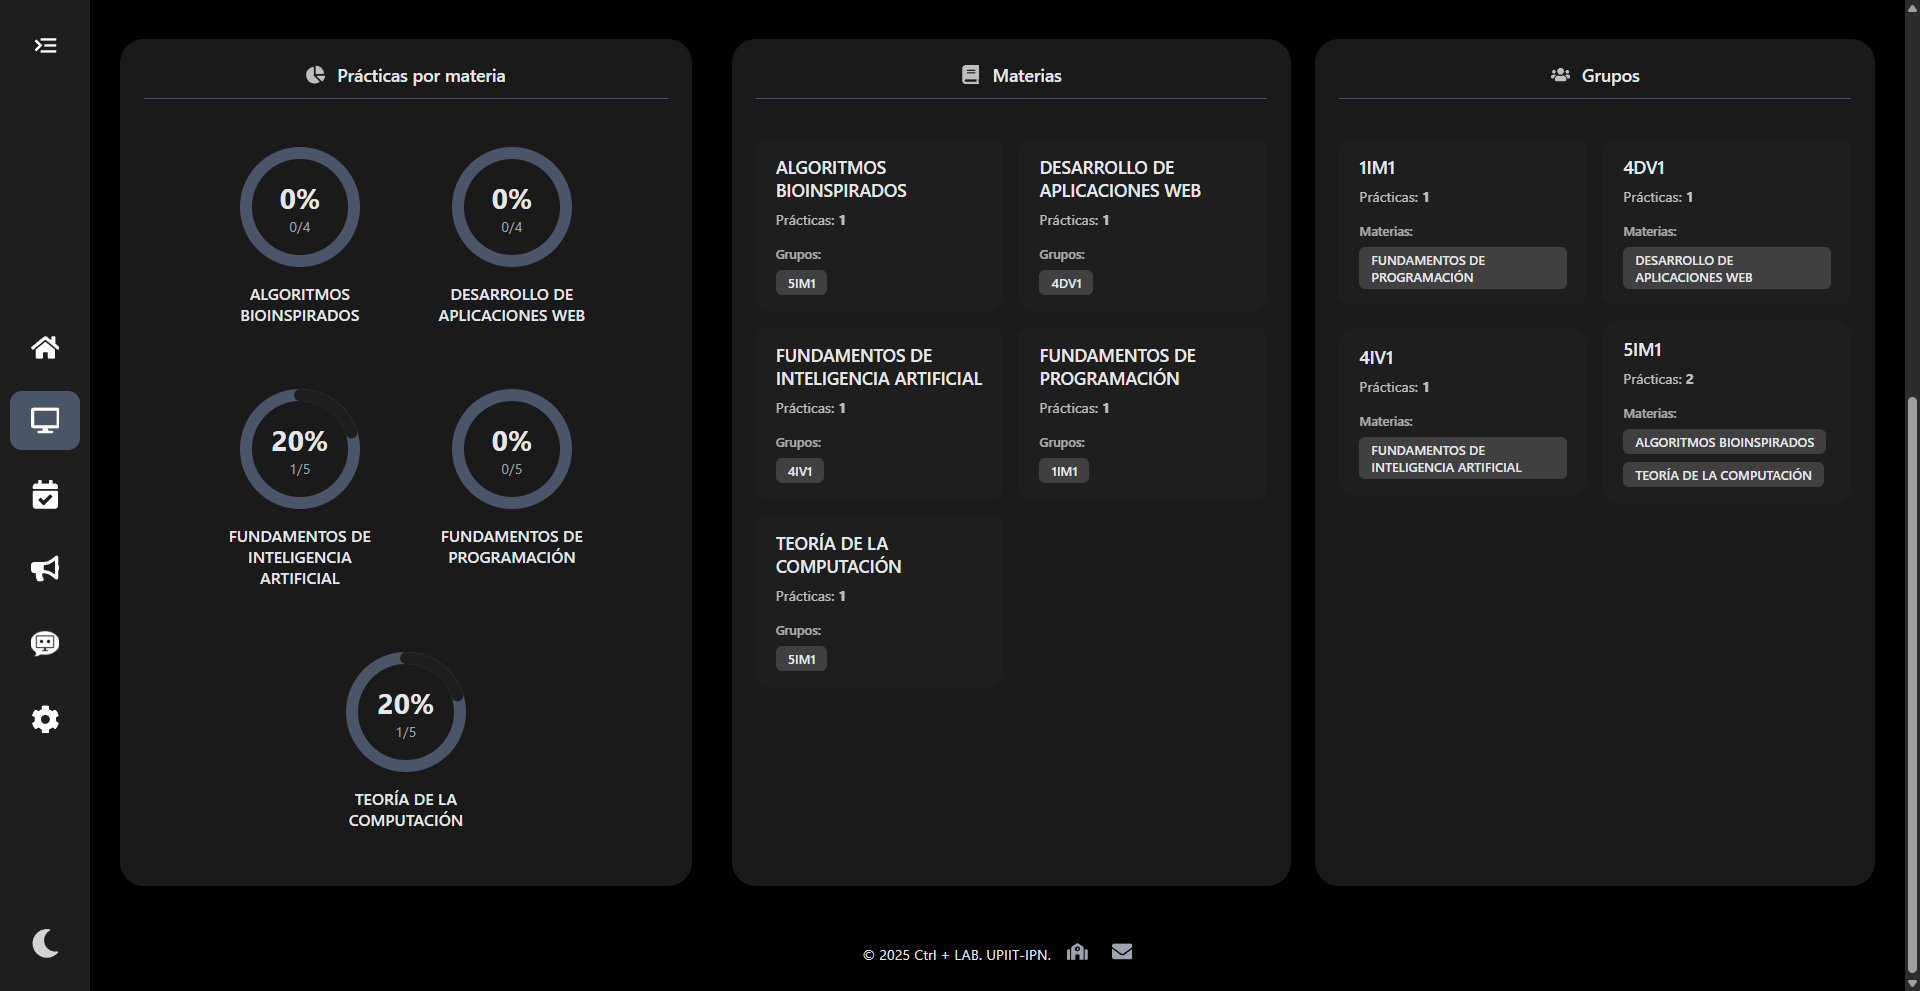 Prácticas por materia
0%
0/4
ALGORITMOS
BIOINSPIRADOS
0%
0/4
DESARROLLO DE
APLICACIONES WEB
20%
1/5
FUNDAMENTOS DE
INTELIGENCIA
ARTIFICIAL
0%
0/5
FUNDAMENTOS DE
PROGRAMACIÓN
20%
1/5
TEORÍA DE LA
COMPUTACIÓN
Materias
ALGORITMOS
BIOINSPIRADOS
Prácticas: 1
Grupos:
5IM1
DESARROLLO DE
APLICACIONES WEB
Prácticas: 1
Grupos:
4DV1
FUNDAMENTOS DE
INTELIGENCIA ARTIFICIAL
Prácticas: 1
Grupos:
4IV1
FUNDAMENTOS DE
PROGRAMACIÓN
Prácticas: 1
Grupos:
1IM1
TEORÍA DE LA
COMPUTACIÓN
Prácticas: 1
Grupos:
5IM1
Grupos
1IM1
Prácticas: 1
Materias:
FUNDAMENTOS DE
PROGRAMACIÓN
4DV1
Prácticas: 1
Materias:
DESARROLLO DE
APLICACIONES WEB
4IV1
Prácticas: 1
Materias:
FUNDAMENTOS DE
INTELIGENCIA ARTIFICIAL
5IM1
Prácticas: 2
Materias:
ALGORITMOS BIOINSPIRADOS
TEORÍA DE LA COMPUTACIÓN
© 2025 Ctrl + LAB. UPIIT-IPN.